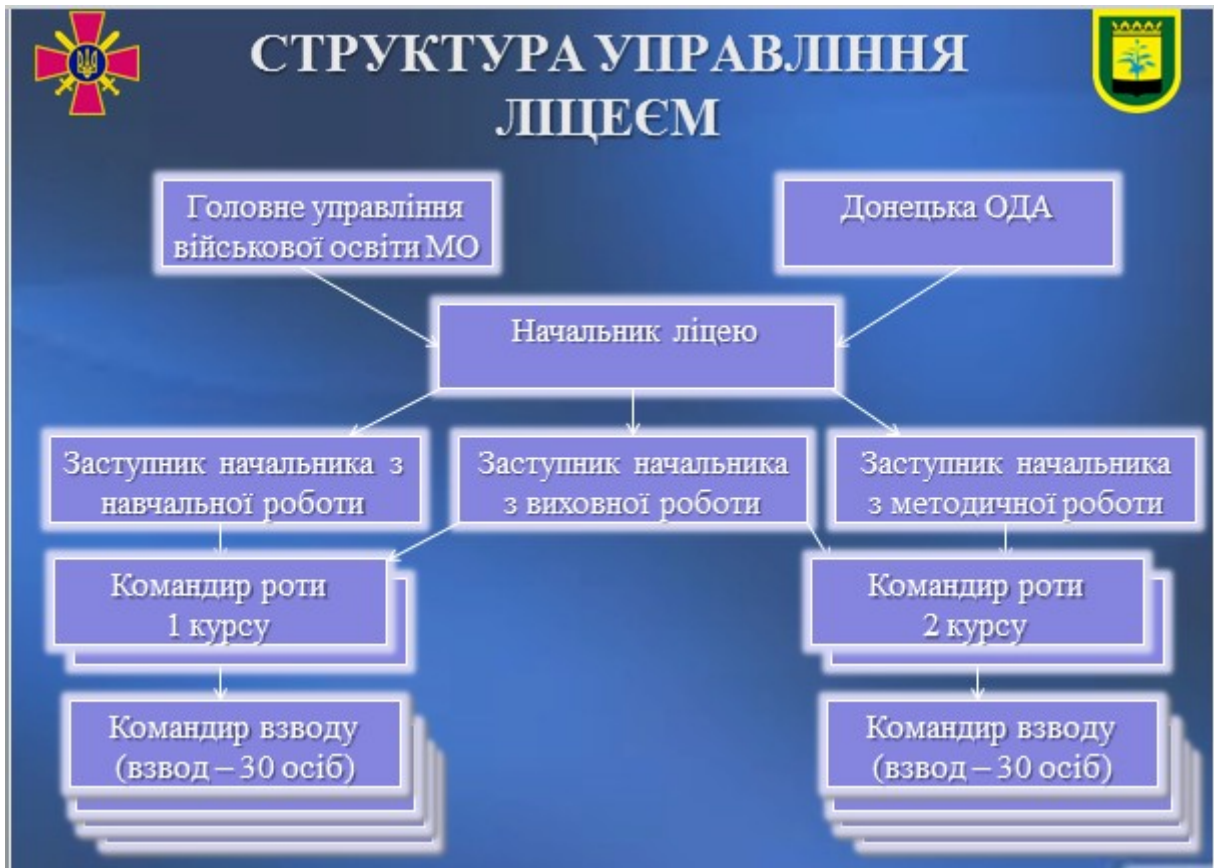 СТРУКТУРА УПРАВЛІННЯ
ЛІЦЕЄМ
Головне управління
військової освіти МО
Донецька ОДА
Начальник ліцею
Заступник начальника з
навчальної роботи
Заступник начальника
з виховної роботи
Заступник начальника
з методичної роботи
Командир роти
1 курсу
Командир роти
2 курсу
Командир взводу
(взвод – 30 осіб)
Командир взводу
(взвод – 30 осіб)